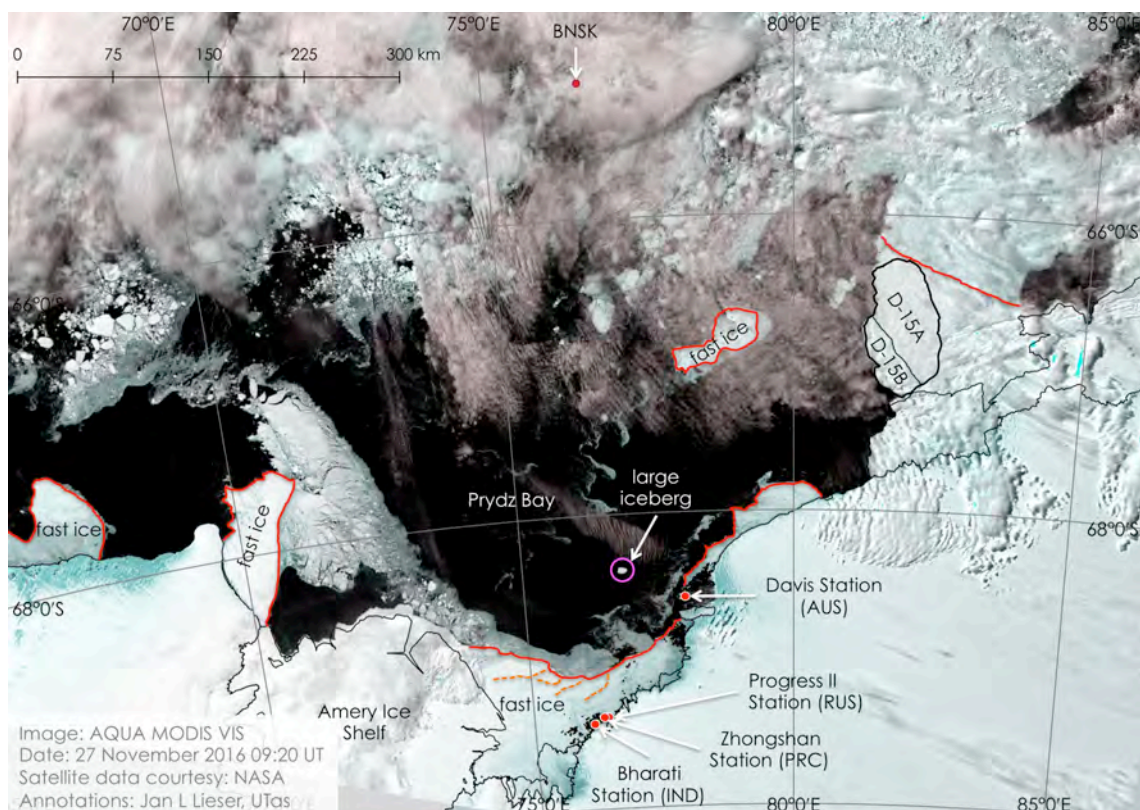 70°0'E
75°0'E
80°0'E
85°0'E
BNSK
0
75
150
225
300 km
66°0'S
66°0'S
D-15A
D-15B
fast ice
large
iceberg
Prydz Bay
fast ice
fast ice
68°0'S
68°0'S
Davis Station
(AUS)
fast ice
Progress II
Station (RUS)
Amery Ice
Shelf
Zhongshan
Station (PRC)
Bharati
Station (IND)
Image: AQUA MODIS VIS
Date: 27 November 2016 09:20 UT
Satellite data courtesy: NASA
Annotations: Jan L Lieser, UTas
75°0'E
80°0'E
85°0'E